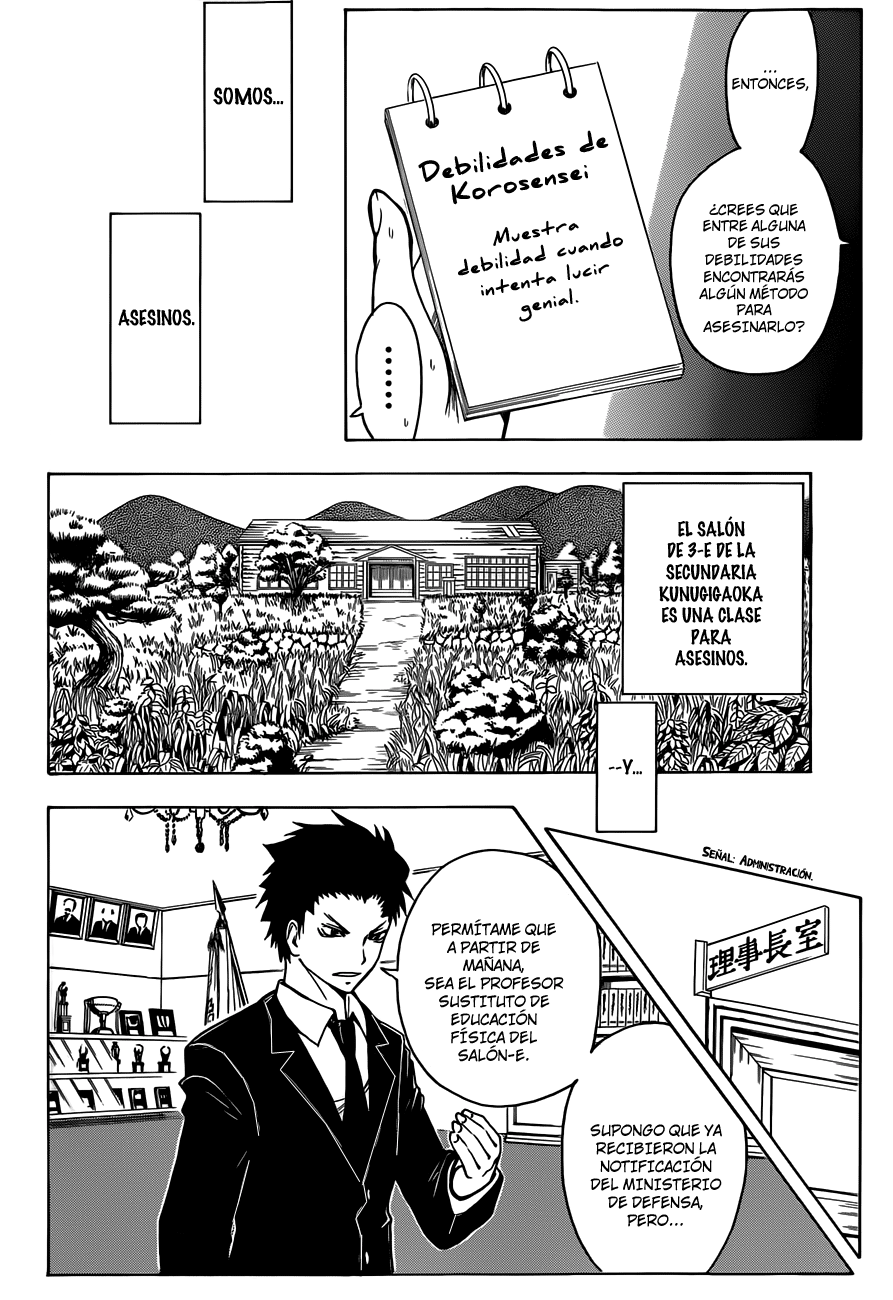 ...
ENTONCES,
¿CREES QUE
ENTRE ALGUNA
DE SUS
DEBILIDADES
ENCONTRARÁS
ALGÚN MÉTODO
PARA
ASESINARLO?
Debilidades de
Korosensei
Muestra
debilidad cuando
intenta lucir
genial.
......
SOMOS...
ASESINOS.
EL SALÓN
DE 3-E DE LA
SECUNDARIA
KUNUGIGAOKA
ES UNA CLASE
PARA
ASESINOS.
--Y...
SEÑAL: ADMINISTRACIÓN.
理事長室
PERMÍTAME QUE
A PARTIR DE
MAÑANA,
SEA EL PROFESOR
SUSTITUTO DE
EDUCACIÓN
FÍSICA DEL
SALÓN-E.
SUPONGO QUE YA
RECIBIERON LA
NOTIFICACIÓN
DEL MINISTERIO
DE DEFENSA,
PERO...